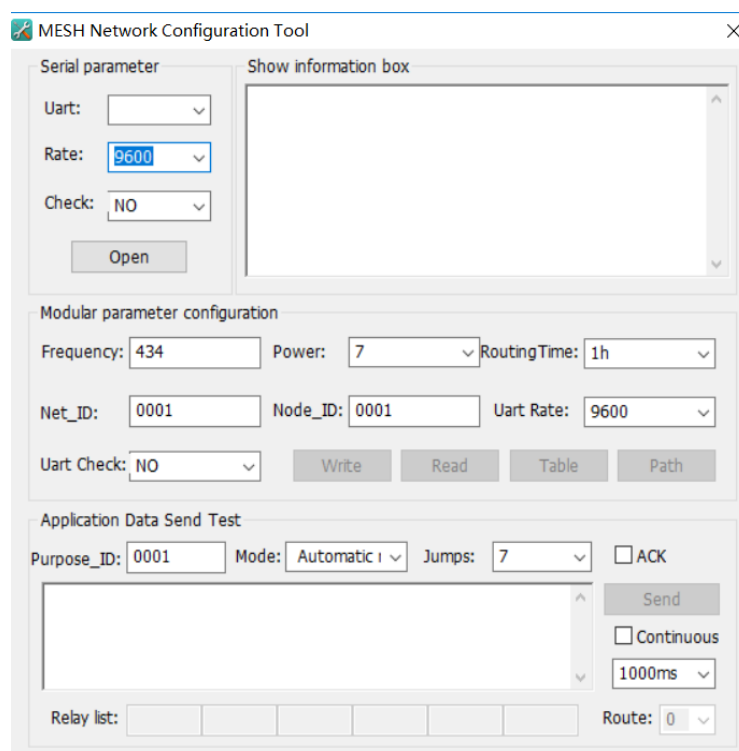 MESH Network Configuration Tool
Serial parameter
Show information box
Uart:
Rate: 9600
Check: NO
Open
Modular parameter configuration
Frequency: 434 Power: 7 RoutingTime: 1h
Net_ID: 0001 Node_ID: 0001 Uart Rate: 9600
Uart Check: NO Write Read Table Path
Application Data Send Test
Purpose_ID: 0001 Mode: Automatic Jumps: 7 ACK
Send
Continuous
1000ms
Relay list: Route: 0